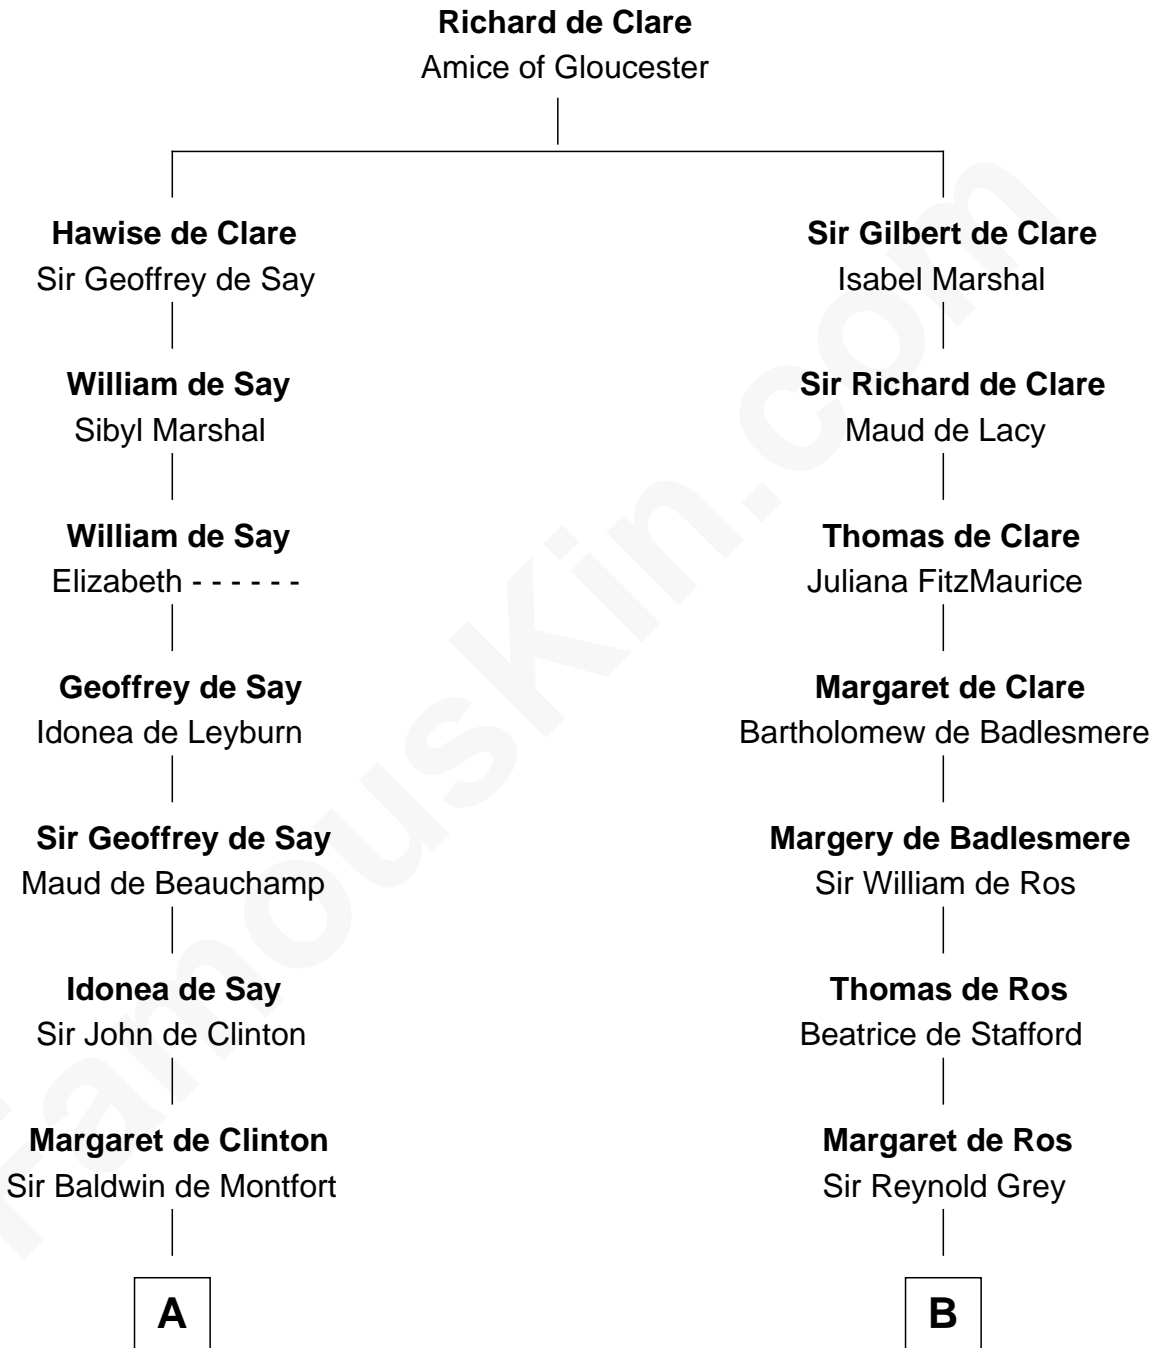 Richard de Clare
Amice of Gloucester
Hawise de Clare
Sir Geoffrey de Say
William de Say
Sibyl Marshal
William de Say
Elizabeth - - - - - -
Geoffrey de Say
Idonea de Leyburn
Sir Geoffrey de Say
Maud de Beauchamp
Idonea de Say
Sir John de Clinton
Margaret de Clinton
Sir Baldwin de Montfort
A
Sir Gilbert de Clare
Isabel Marshal
Sir Richard de Clare
Maud de Lacy
Thomas de Clare
Juliana FitzMaurice
Margaret de Clare
Bartholomew de Badlesmere
Margery de Badlesmere
Sir William de Ros
Thomas de Ros
Beatrice de Stafford
Margaret de Ros
Sir Reynold Grey
B
FamousKin.com